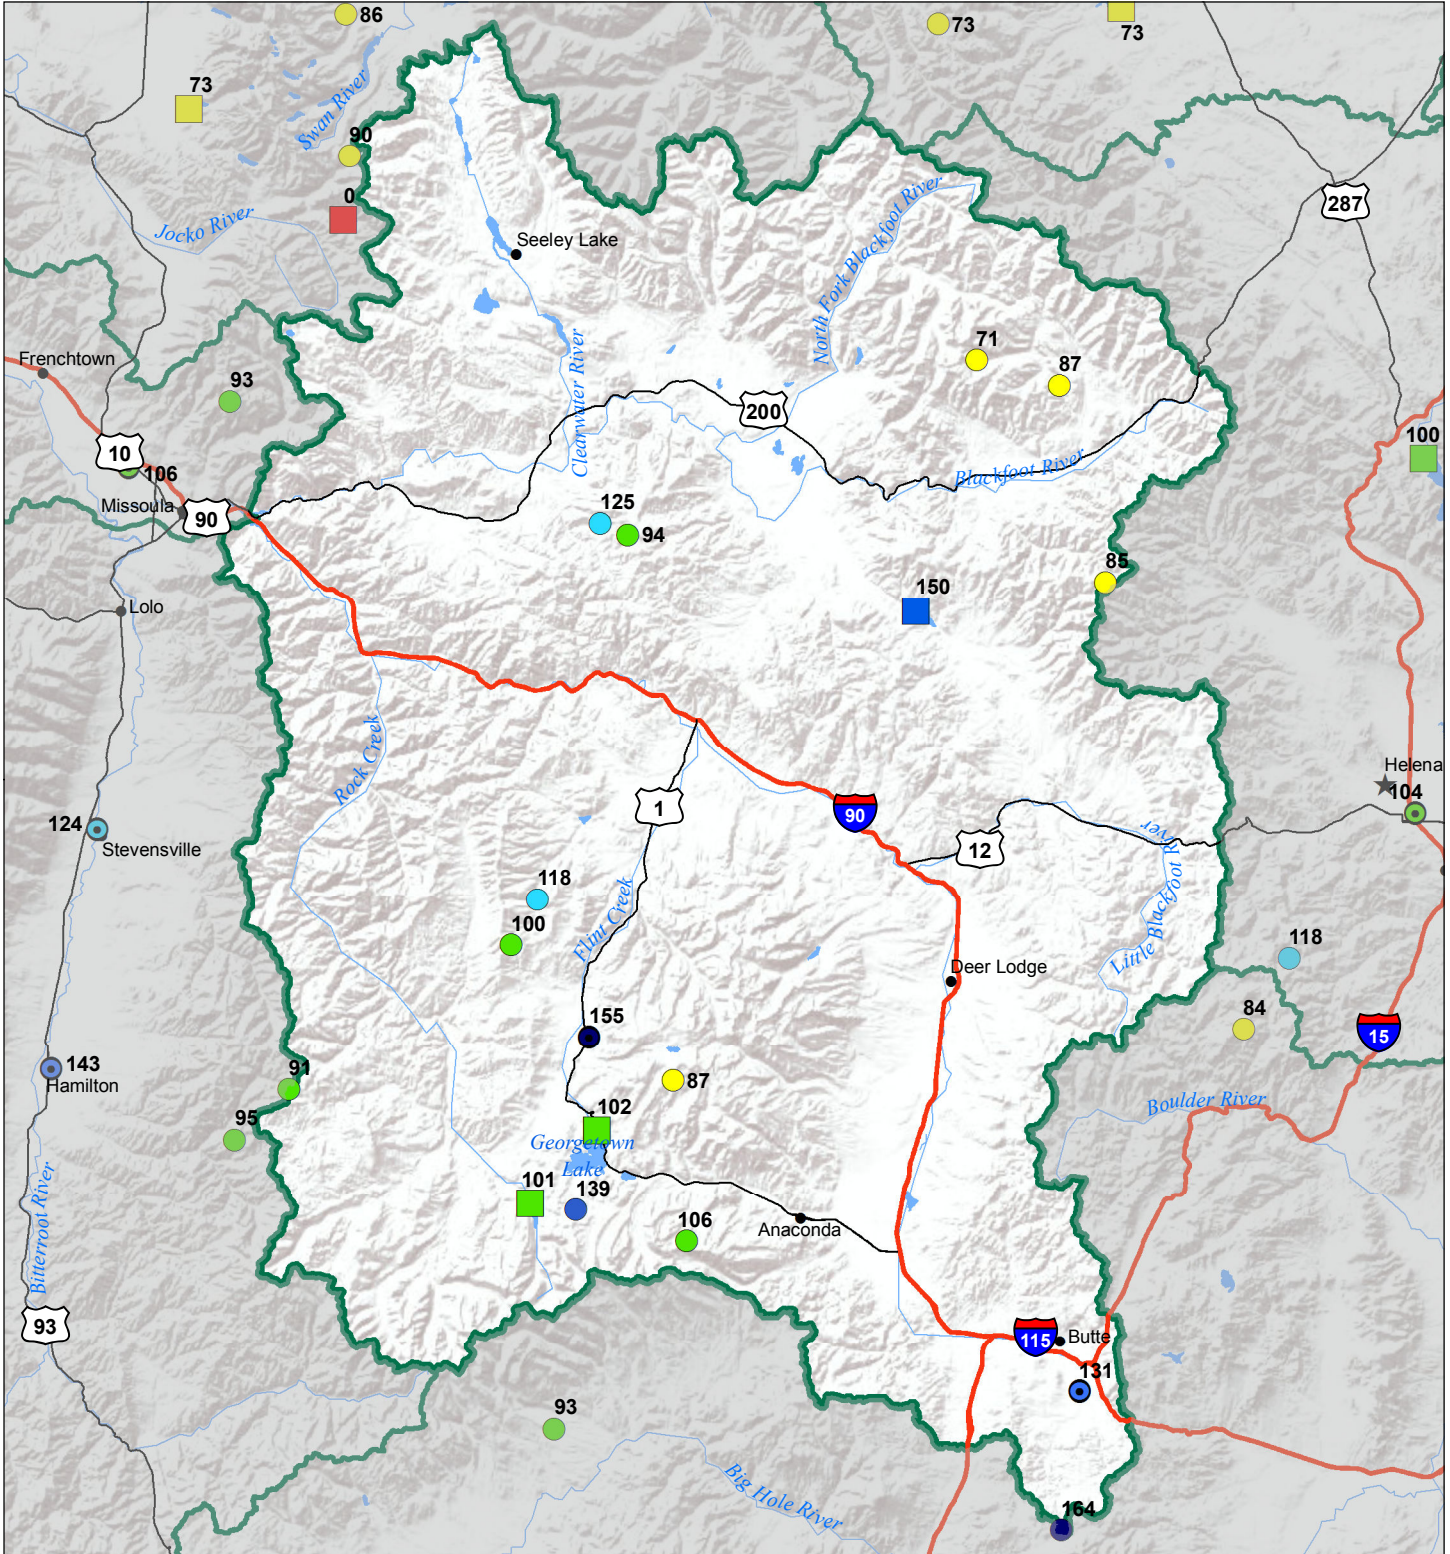 86
73
73
73
Swan River
90
0
287
Jocko River
North Fork Blackfoot River
Seeley Lake
Clearwater River
71
87
Frenchtown
93
200
10
106
100
Blackfoot River
Missoula
90
125
94
85
150
Lolo
Rock Creek
1
90
Helena
104
12
Little Blackfoot River
124
Stevensville
118
Flint Creek
100
118
Deer Lodge
155
84
15
143
Hamilton
91
87
Boulder River
102
95
Georgetown
Lake
101
139
Bitterroot River
106
Anaconda
93
115
Butte
131
93
Big Hole River
164